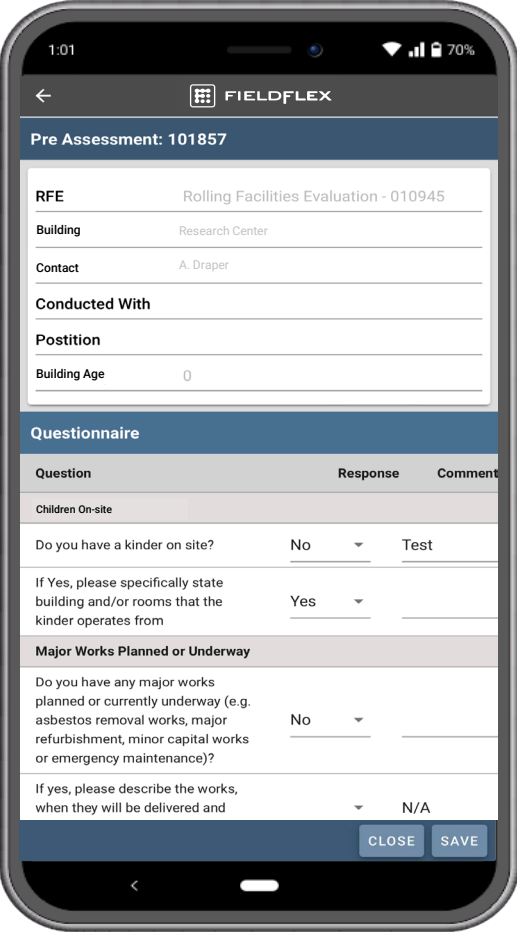 1:01 70%
FIELDFLEX
Pre Assessment: 101857
RFE Rolling Facilities Evaluation - 010945
Building Research Center
Contact A. Draper
Conducted With
Postition
Building Age 0
Questionnaire
Question Response Comment
Children On-site
Do you have a kinder on site? No Test
If Yes, please specifically state
building and/or rooms that the Yes
kinder operates from
Major Works Planned or Underway
Do you have any major works
planned or currently underway (e.g.
asbestos removal works, major No
refurbishment, minor capital works
or emergency maintenance)?
If yes, please describe the works,
when they will be delivered and N/A
CLOSE SAVE